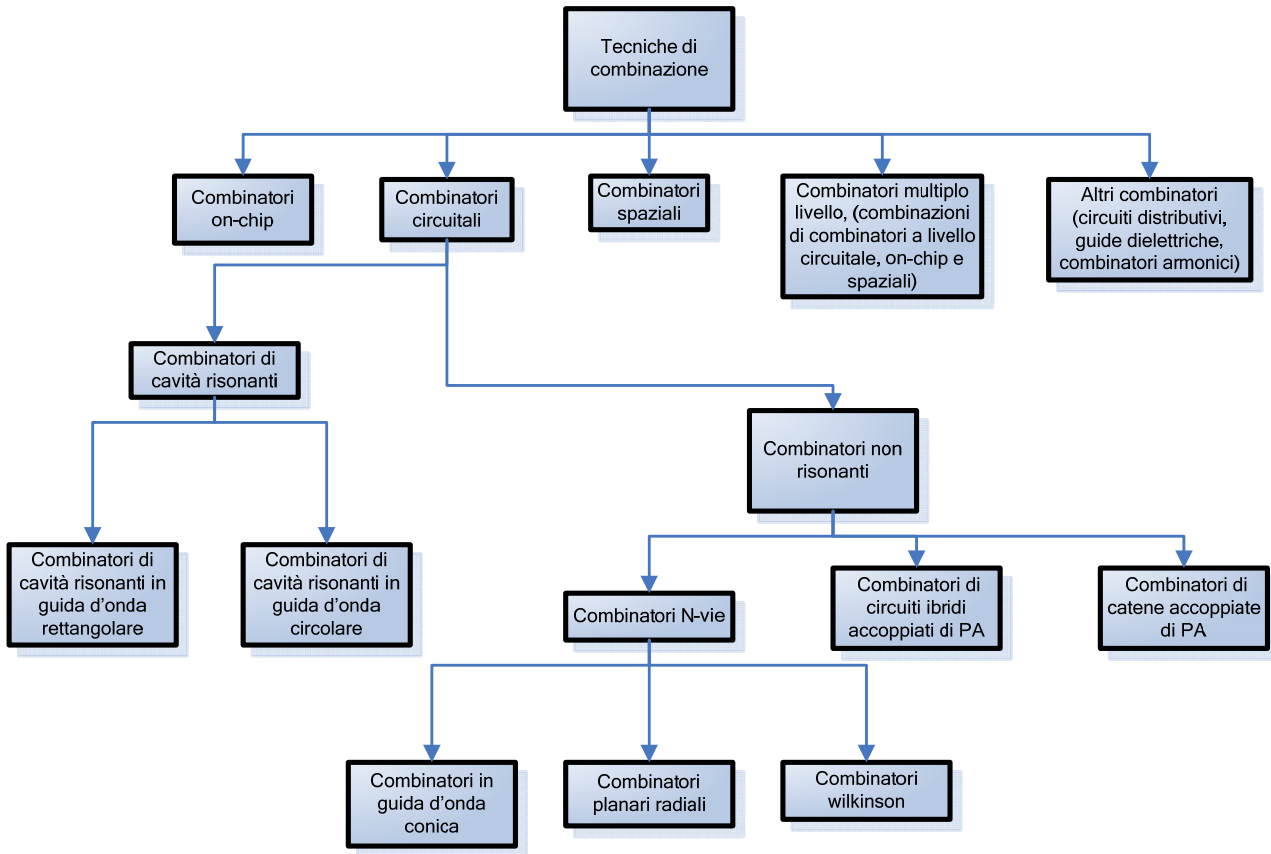 Tecniche di
combinazione
Combinatori
on-chip
Combinatori
circuitali
Combinatori
spaziali
Combinatori multiplo
livello, (combinazioni
di combinatori a livello
circuitale, on-chip e
spaziali)
Altri combinatori
(circuiti distributivi,
guide dielettriche,
combinatori armonici)
Combinatori di
cavità risonanti
Combinatori non
risonanti
Combinatori di
cavità risonanti in
guida d'onda
rettangolare
Combinatori di
cavità risonanti in
guida d'onda
circolare
Combinatori N-vie
Combinatori di
circuiti ibridi
accoppiati di PA
Combinatori di
catene accoppiate
di PA
Combinatori in
guida d'onda
conica
Combinatori
planari radiali
Combinatori
wilkinson